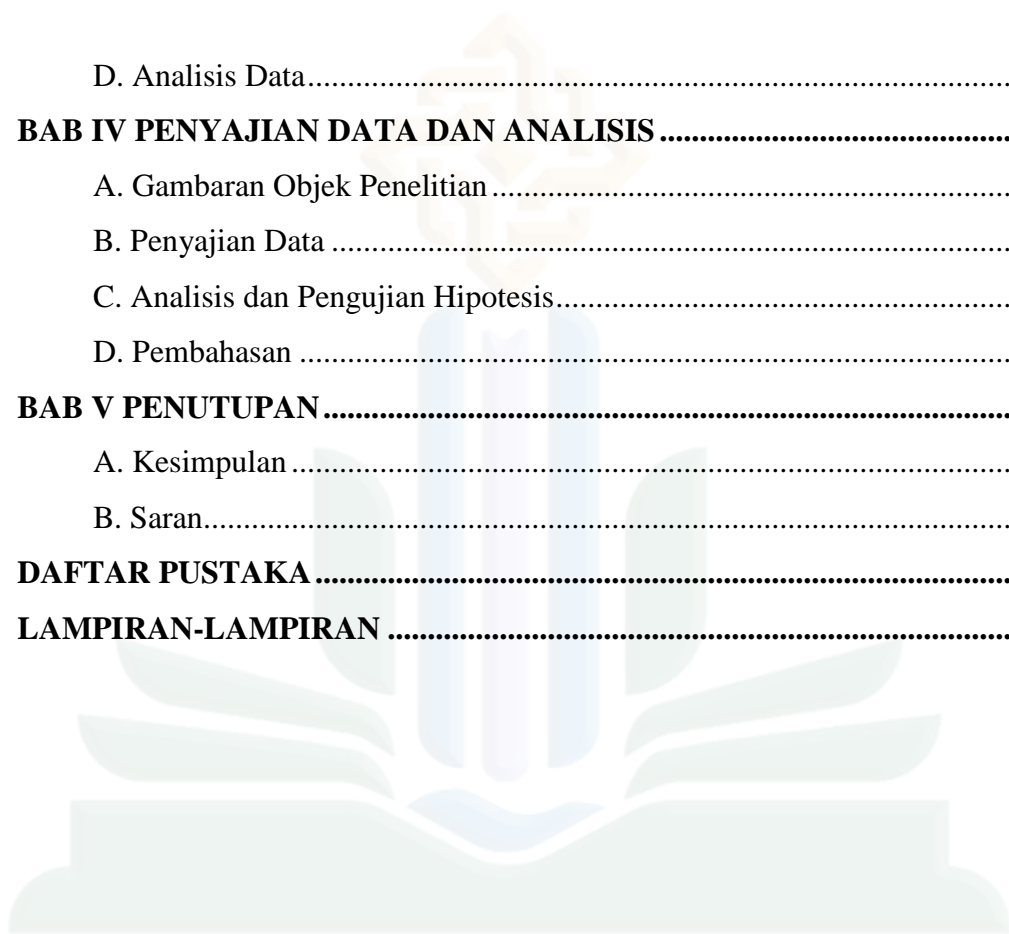 D. Analisis Data..........................................................................................
BAB IV PENYAJIAN DATA DAN ANALISIS............................................
A. Gambaran Objek Penelitian..................................................................
B. Penyajian Data ......................................................................................
C. Analisis dan Pengujian Hipotesis..........................................................
D. Pembahasan ..........................................................................................
BAB V PENUTUPAN.......................................................................................
A. Kesimpulan...........................................................................................
B. Saran......................................................................................................
DAFTAR PUSTAKA........................................................................................
LAMPIRAN-LAMPIRAN ...............................................................................